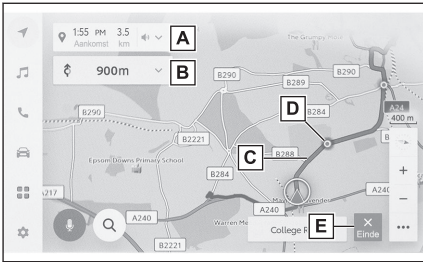 1:55 PM 3.5
Aankomst km
A
900m
B
The Grumpy Mole
B290
B290
B289
B290
A24
D
B284
400 m
B2221
C
B288
Epsom Downs Primary School
B284
A217
A240
A240
A240
Warren Me
College R
E
Einde
B2221